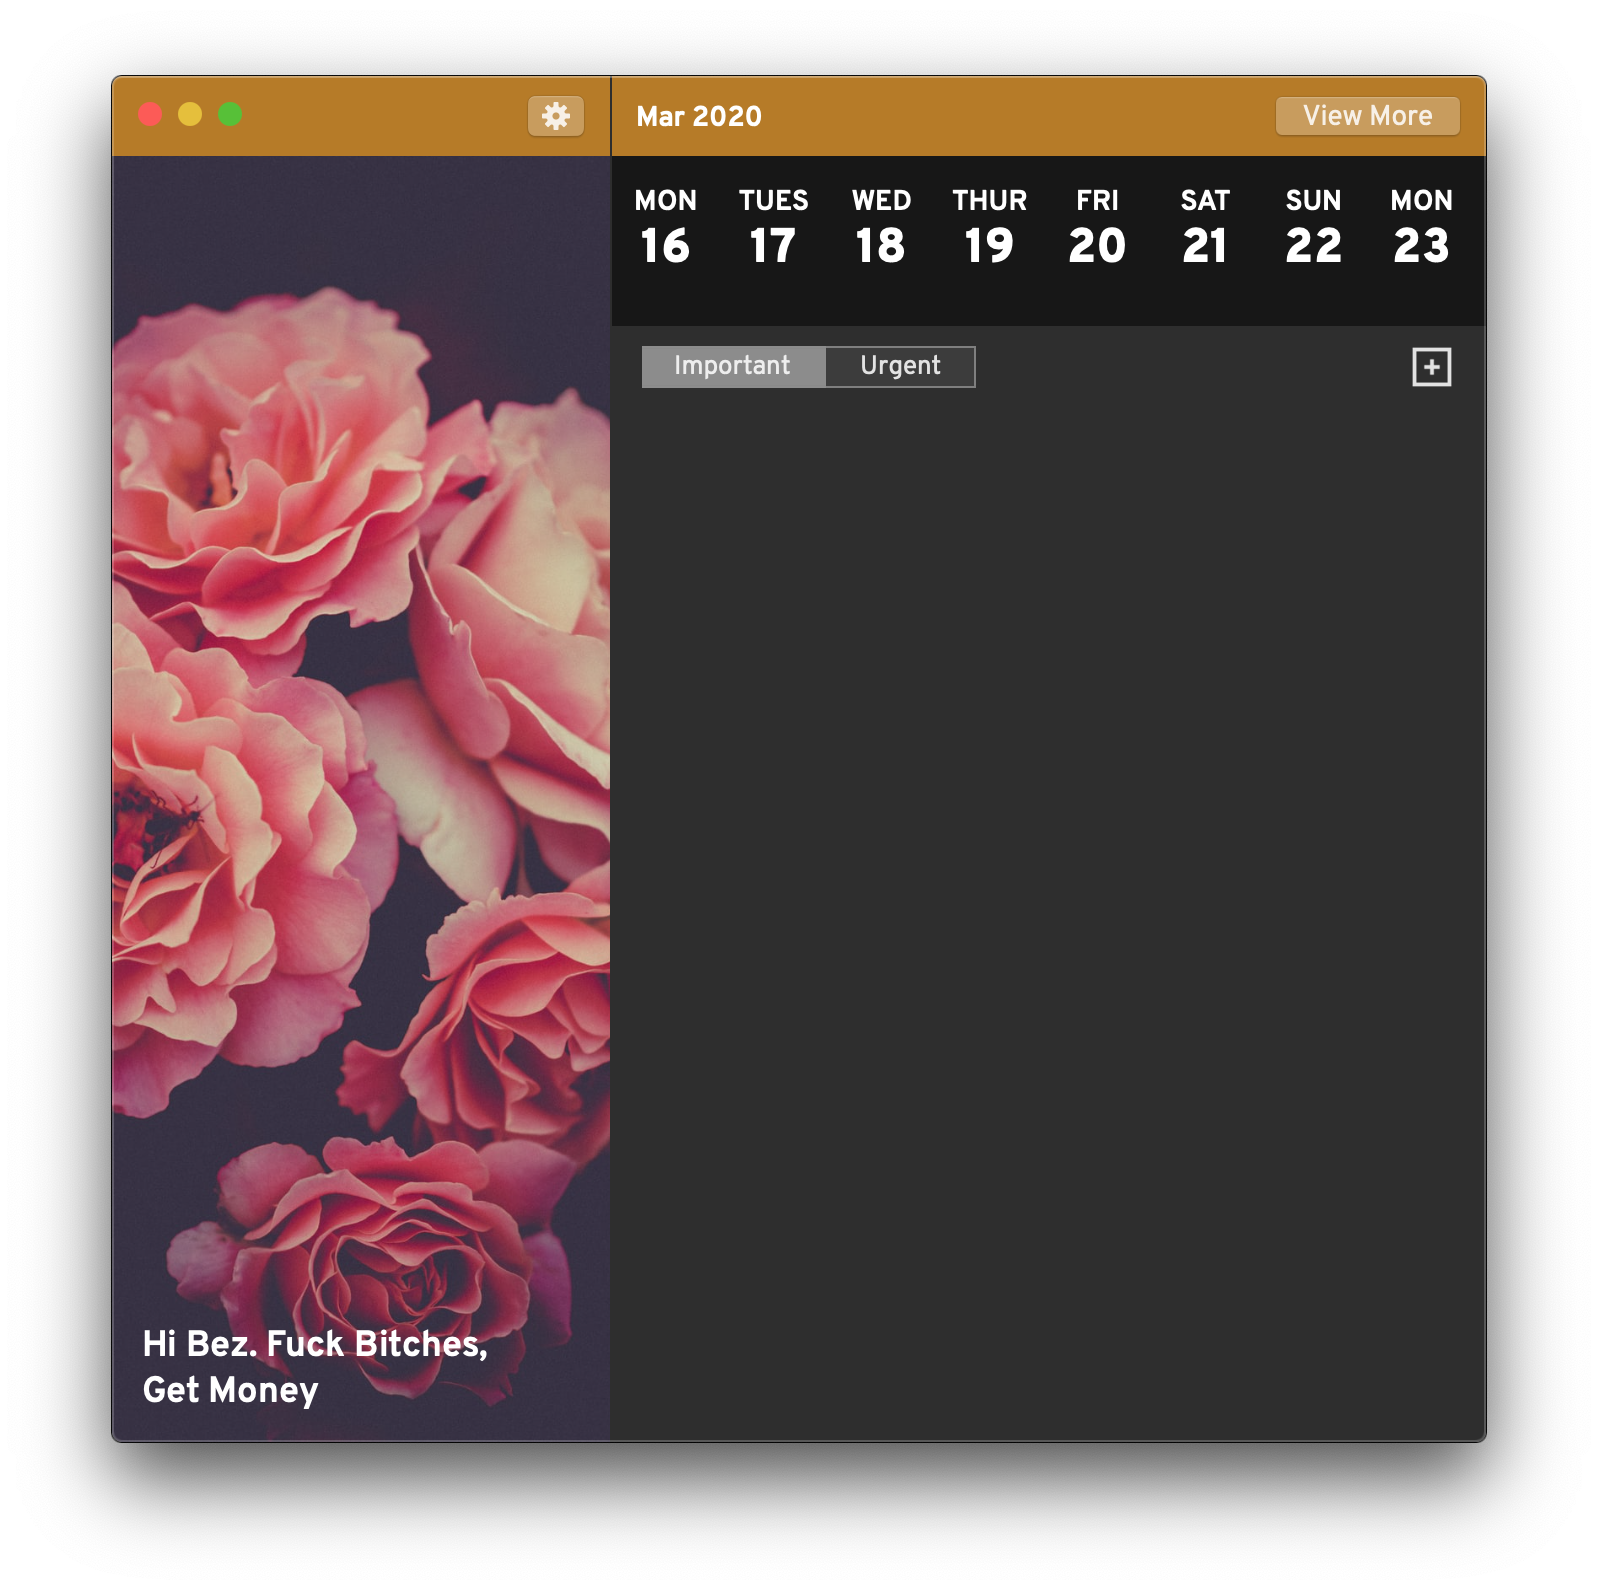 Mar 2020
View More
MON TUES WED THUR FRI SAT SUN MON
16 17 18 19 20 21 22 23
Important Urgent
Hi Bez. Fuck Bitches,
Get Money